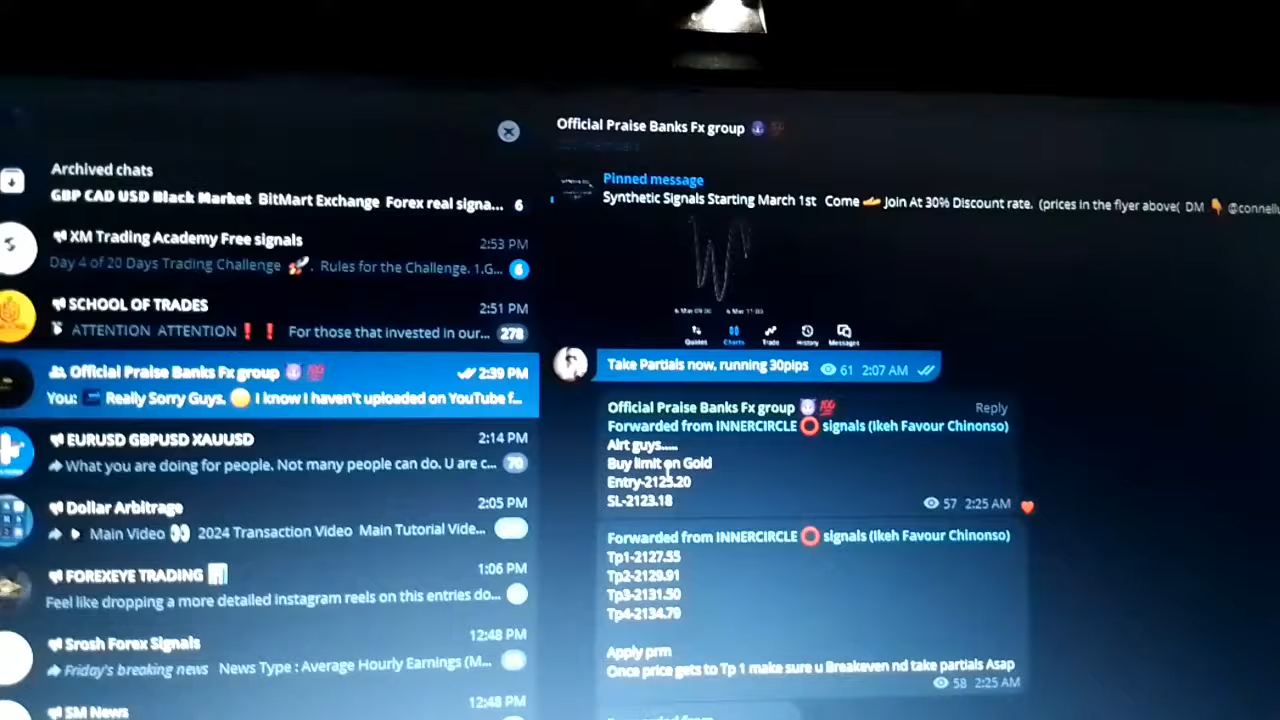 Archived chats
GBP CAD USD Black Market BitMart Exchange Forex real signa... 6
XM Trading Academy Free signals 2:53 PM
Day 4 of 20 Days Trading Challenge 🚀. Rules for the Challenge. 1.G... 6
SCHOOL OF TRADES 2:51 PM
ATTENTION ATTENTION❗❗ For those that invested in our... 278
Official Praise Banks Fx group 😈💯 2:39 PM
You: Really Sorry Guys, I know I haven't uploaded on YouTube f...
EURUSD GBPUSD XAUUSD 2:14 PM
What you are doing for people. Not many people can do. U are c... 70
Dollar Arbitrage 2:05 PM
Main Video 👀 2024 Transaction Video Main Tutorial Vide...
FOREXEYE TRADING 📊 1:06 PM
Feel like dropping a more detailed instagram reels on this entries do...
Srosh Forex Signals 12:48 PM
Friday's breaking news News Type : Average Hourly Earnings (M...
SM News 12:48 PM
Official Praise Banks Fx group 😈💯
Pinned message
Synthetic Signals Starting March 1st Come 🫴 Join At 30% Discount rate. (prices in the flyer above( DM 👇 @connell
6 Mar 09:00 6 Mar 11:00
Quotes Charts Trade History Messages
Take Partials now, running 30pips 61 2:07 AM
Official Praise Banks Fx group 😈💯 Reply
Forwarded from INNERCIRCLE ⭕ signals (Ikeh Favour Chinonso)
Alrt guys.....
Buy limit on Gold
Entry-2125.20
SL-2123.18
57 2:25 AM
Forwarded from INNERCIRCLE ⭕ signals (Ikeh Favour Chinonso)
Tp1-2127.55
Tp2-2129.91
Tp3-2131.50
Tp4-2134.79
Apply prm
Once price gets to Tp 1 make sure u Breakeven nd take partials Asap
58 2:25 AM